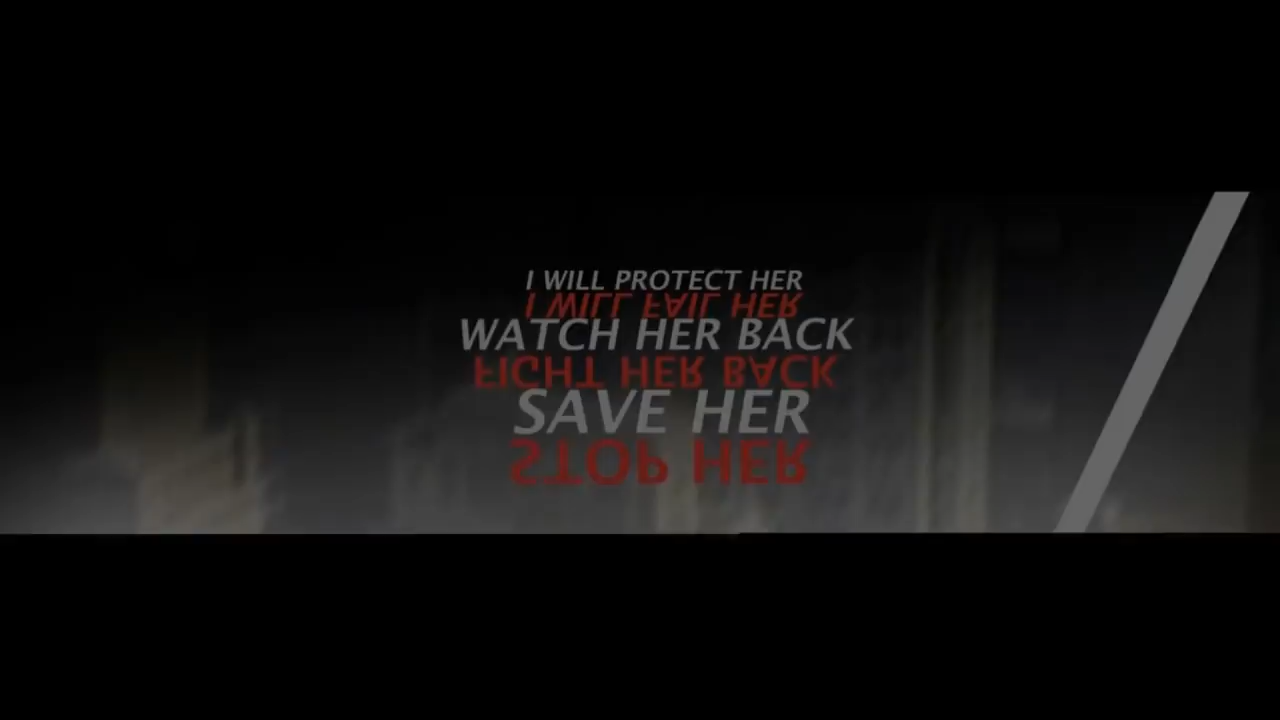 I WILL PROTECT HER
I WILL FAIL HER
WATCH HER BACK
FIGHT HER BACK
SAVE HER
STOP HER